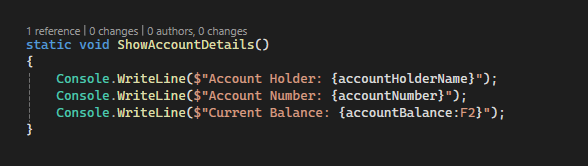 1 reference | 0 changes | 0 authors, 0 changes
static void ShowAccountDetails()
{
    Console.WriteLine($"Account Holder: {accountHolderName}");
    Console.WriteLine($"Account Number: {accountNumber}");
    Console.WriteLine($"Current Balance: {accountBalance:F2}");
}